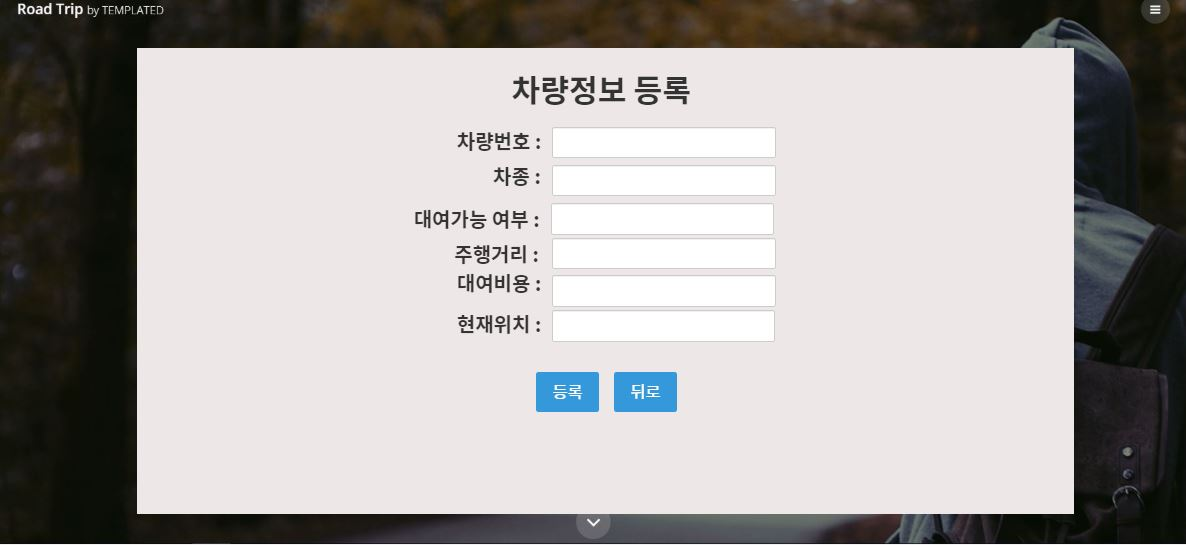 Road Trip by TEMPLATED
차량정보 등록
차량번호 :
차종 :
대여가능 여부 :
주행거리 :
대여비용 :
현재위치 :
등록 뒤로